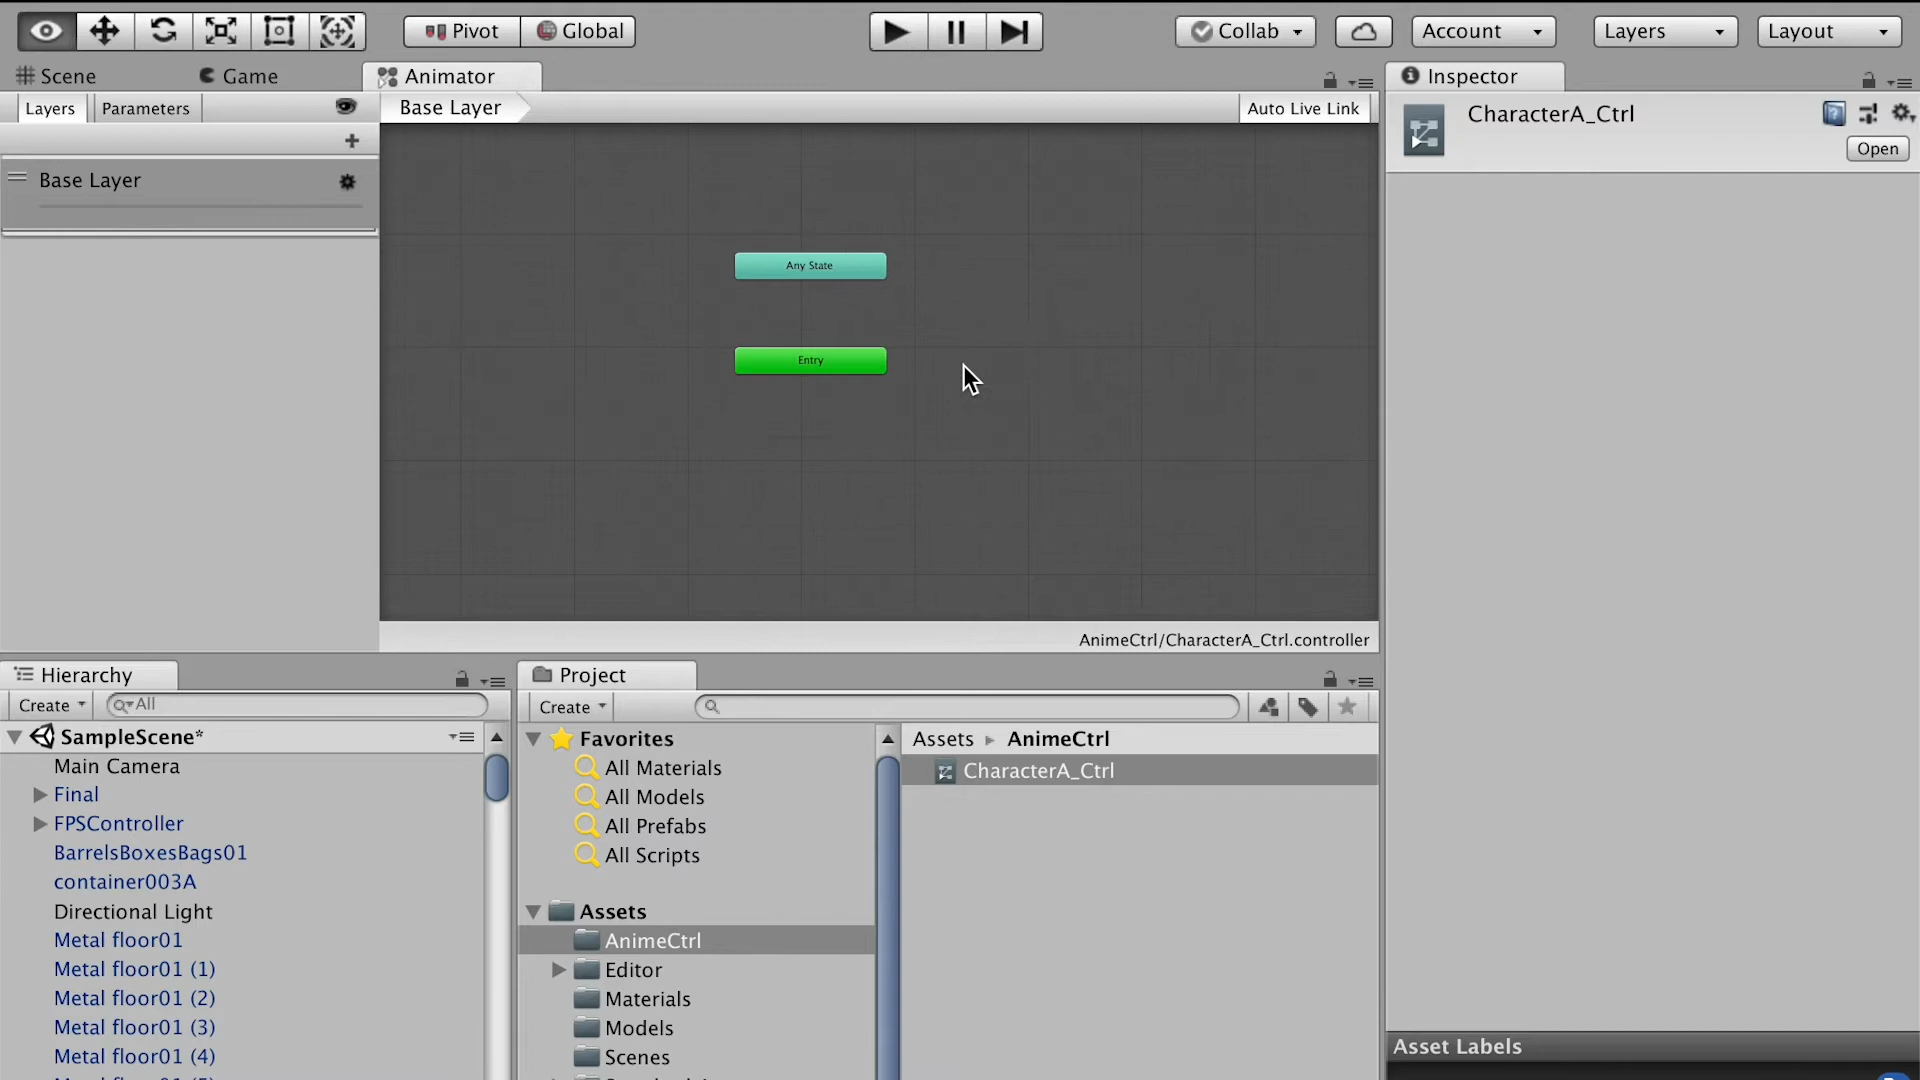 Pivot
Global
Collab
Account
Layers
Layout
Scene
Game
Animator
Inspector
Layers
Parameters
Base Layer
Auto Live Link
CharacterA_Ctrl
Open
Base Layer
Any State
Entry
AnimeCtrl/CharacterA_Ctrl.controller
Hierarchy
Create
All
SampleScene*
Main Camera
Final
FPSController
BarrelsBoxesBags01
container003A
Directional Light
Metal floor01
Metal floor01 (1)
Metal floor01 (2)
Metal floor01 (3)
Metal floor01 (4)
Project
Create
Favorites
All Materials
All Models
All Prefabs
All Scripts
Assets
AnimeCtrl
Editor
Materials
Models
Scenes
Assets
AnimeCtrl
CharacterA_Ctrl
Asset Labels